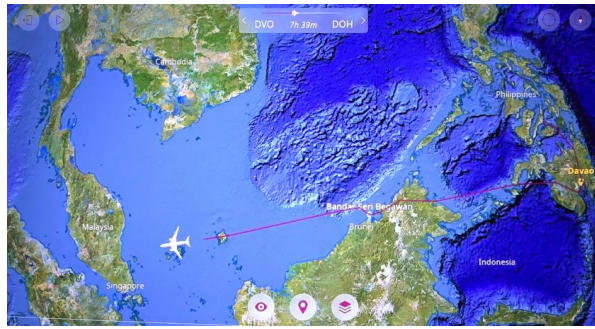 DVO 7h 39m DOH
Cambodia
Philippines
Davao
Bandar Seri Begawan
Malaysia
Brunei
Indonesia
Singapore